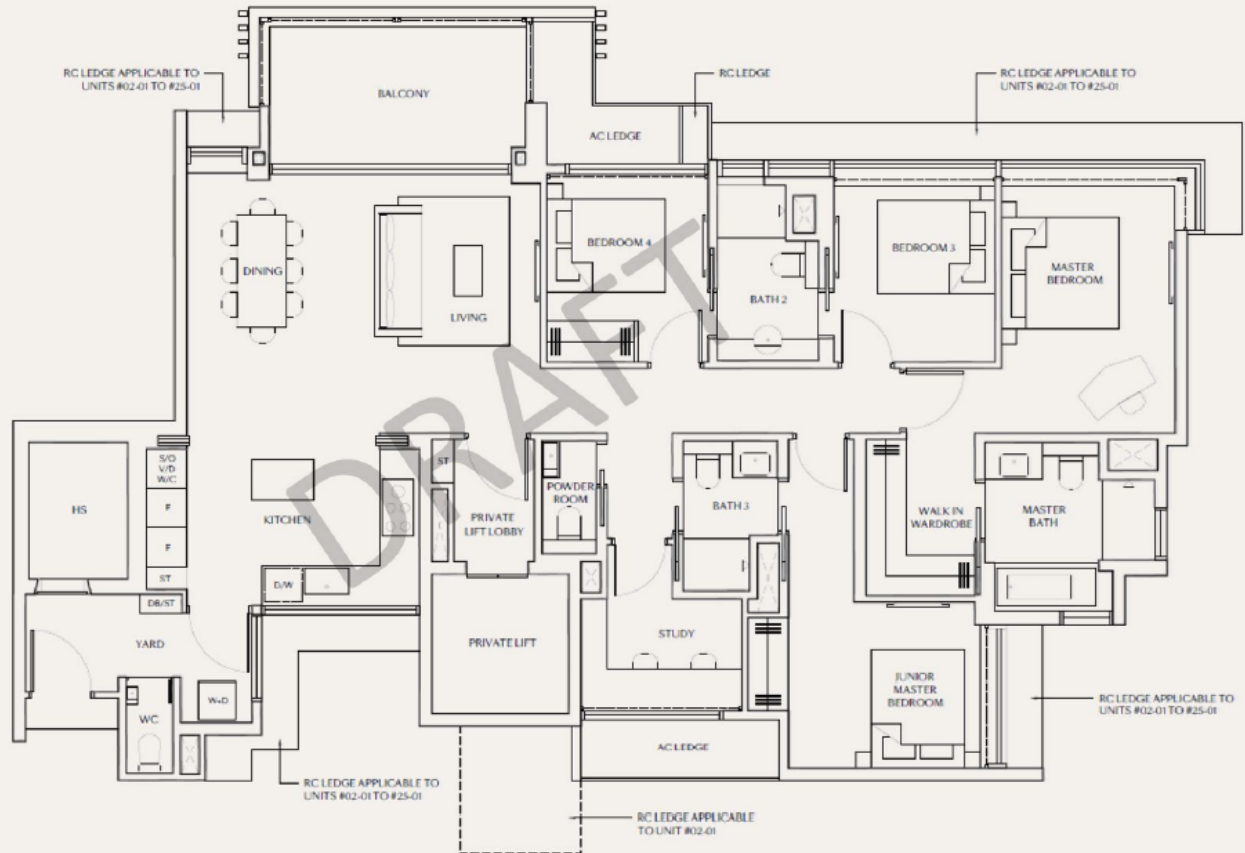 RC LEDGE APPLICABLE TO
UNITS #02-01 TO #25-01
BALCONY
RC LEDGE
RC LEDGE APPLICABLE TO
UNITS #02-01 TO #25-01
AC LEDGE
DINING
LIVING
BEDROOM 4
BATH 2
BEDROOM 3
MASTER
BEDROOM
DRAFT
HS
S/O
V/D
W/C
F
F
ST
KITCHEN
D/W
DB/ST
ST
PRIVATE
LIFT LOBBY
POWDER
ROOM
BATH 3
WALK IN
WARDROBE
MASTER
BATH
YARD
WC
W+D
PRIVATE LIFT
STUDY
JUNIOR
MASTER
BEDROOM
AC LEDGE
RC LEDGE APPLICABLE TO
UNITS #02-01 TO #25-01
RC LEDGE APPLICABLE TO
UNITS #02-01 TO #25-01
RC LEDGE APPLICABLE
TO UNIT #02-01